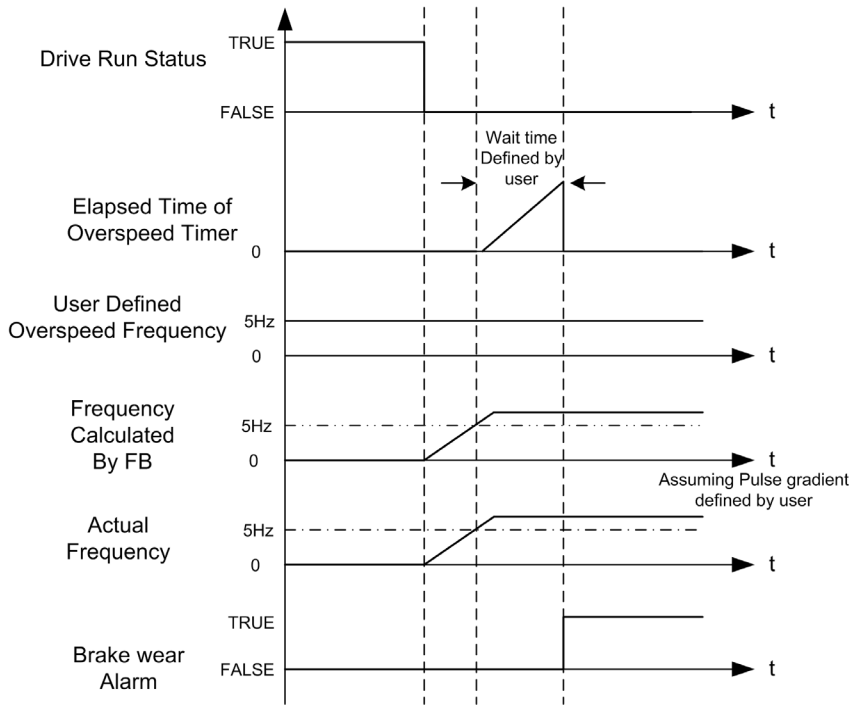 TRUE
Drive Run Status
FALSE
t
Wait time
Defined by
user
Elapsed Time of
Overspeed Timer
0
t
User Defined
Overspeed Frequency
5Hz
0
t
Frequency
Calculated
By FB
5Hz
0
t
Assuming Pulse gradient
defined by user
Actual
Frequency
5Hz
0
t
TRUE
Brake wear
Alarm
FALSE
t